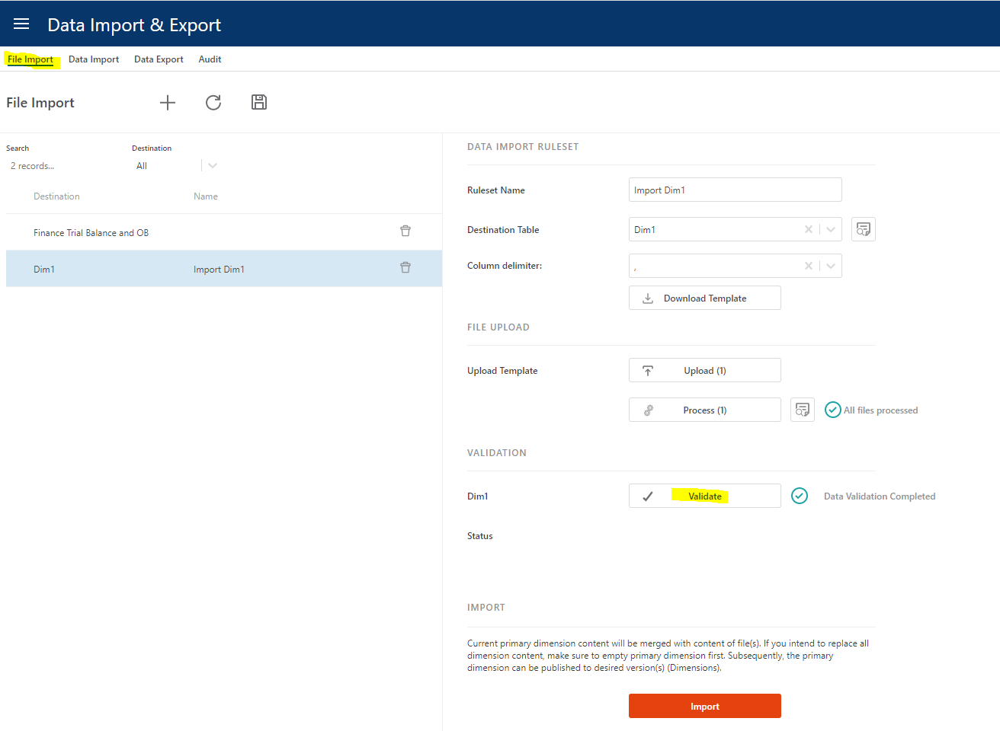 Data Import & Export
File Import
Data Import
Data Export
Audit
File Import
Search
Destination
2 records...
All
Destination
Name
Finance Trial Balance and OB
Dim1
Import Dim1
DATA IMPORT RULESET
Ruleset Name
Import Dim1
Destination Table
Dim1
Column delimiter:
,
Download Template
FILE UPLOAD
Upload Template
Upload (1)
Process (1)
All files processed
VALIDATION
Dim1
Validate
Data Validation Completed
Status
IMPORT
Current primary dimension content will be merged with content of file(s). If you intend to replace all
dimension content, make sure to empty primary dimension first. Subsequently, the primary
dimension can be published to desired version(s) (Dimensions).
Import